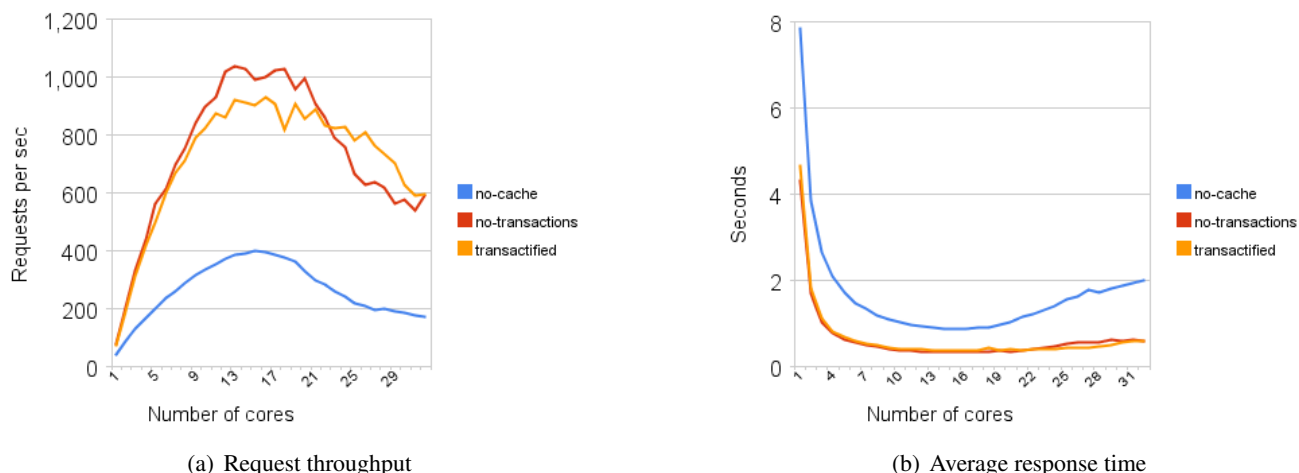 1,200
1,000
800
600
400
200
0
Requests per sec
1 5 9 13 17 21 25 29
Number of cores
no-cache
no-transactions
transactified
(a) Request throughput
8
6
4
2
0
Seconds
1 4 7 10 13 16 19 22 25 28 31
Number of cores
no-cache
no-transactions
transactified
(b) Average response time